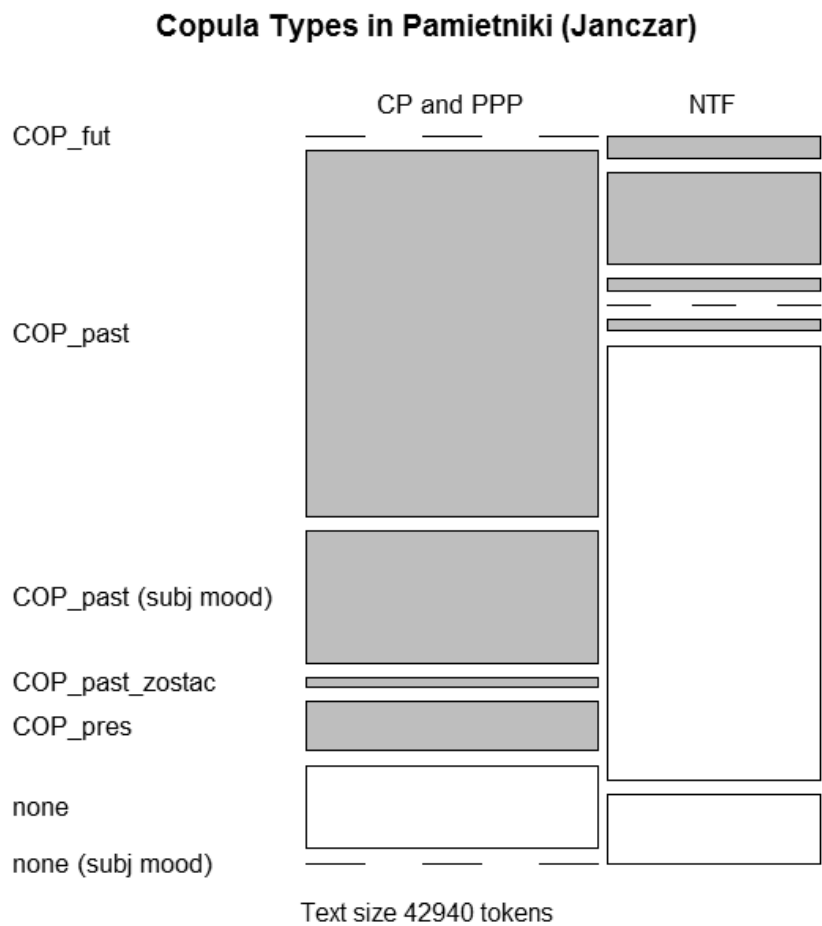 Copula Types in Pamietniki (Janczar)
CP and PPP
NTF
COP_fut
COP_past
COP_past (subj mood)
COP_past_zostac
COP_pres
none
none (subj mood)
Text size 42940 tokens